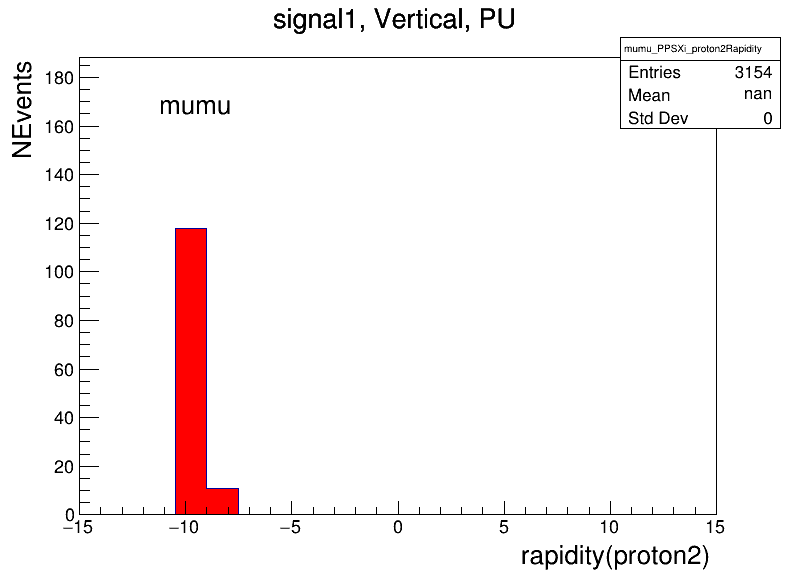 signal1, Vertical, PU
mumu_PPSXi_proton2Rapidity
Entries 3154
Mean nan
Std Dev 0
NEvents
mumu
180
160
140
120
100
80
60
40
20
0
−15 −10 −5 0 5 10 15
rapidity(proton2)